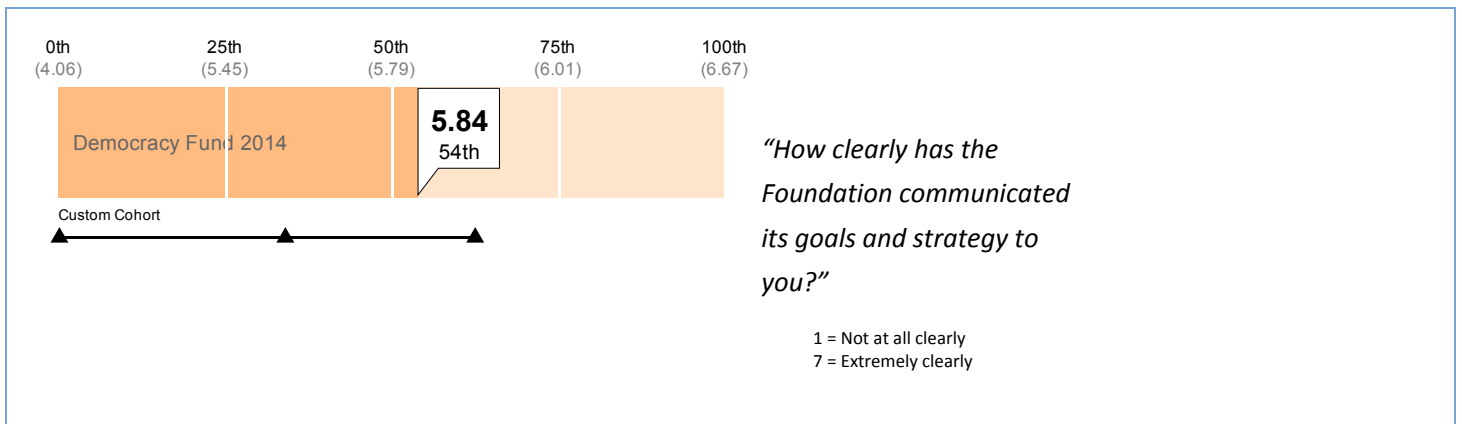 0th 25th 50th 75th 100th
(4.06) (5.45) (5.79) (6.01) (6.67)
Democracy Fund 2014
5.84
54th
Custom Cohort
“How clearly has the
Foundation communicated
its goals and strategy to
you?”
1 = Not at all clearly
7 = Extremely clearly